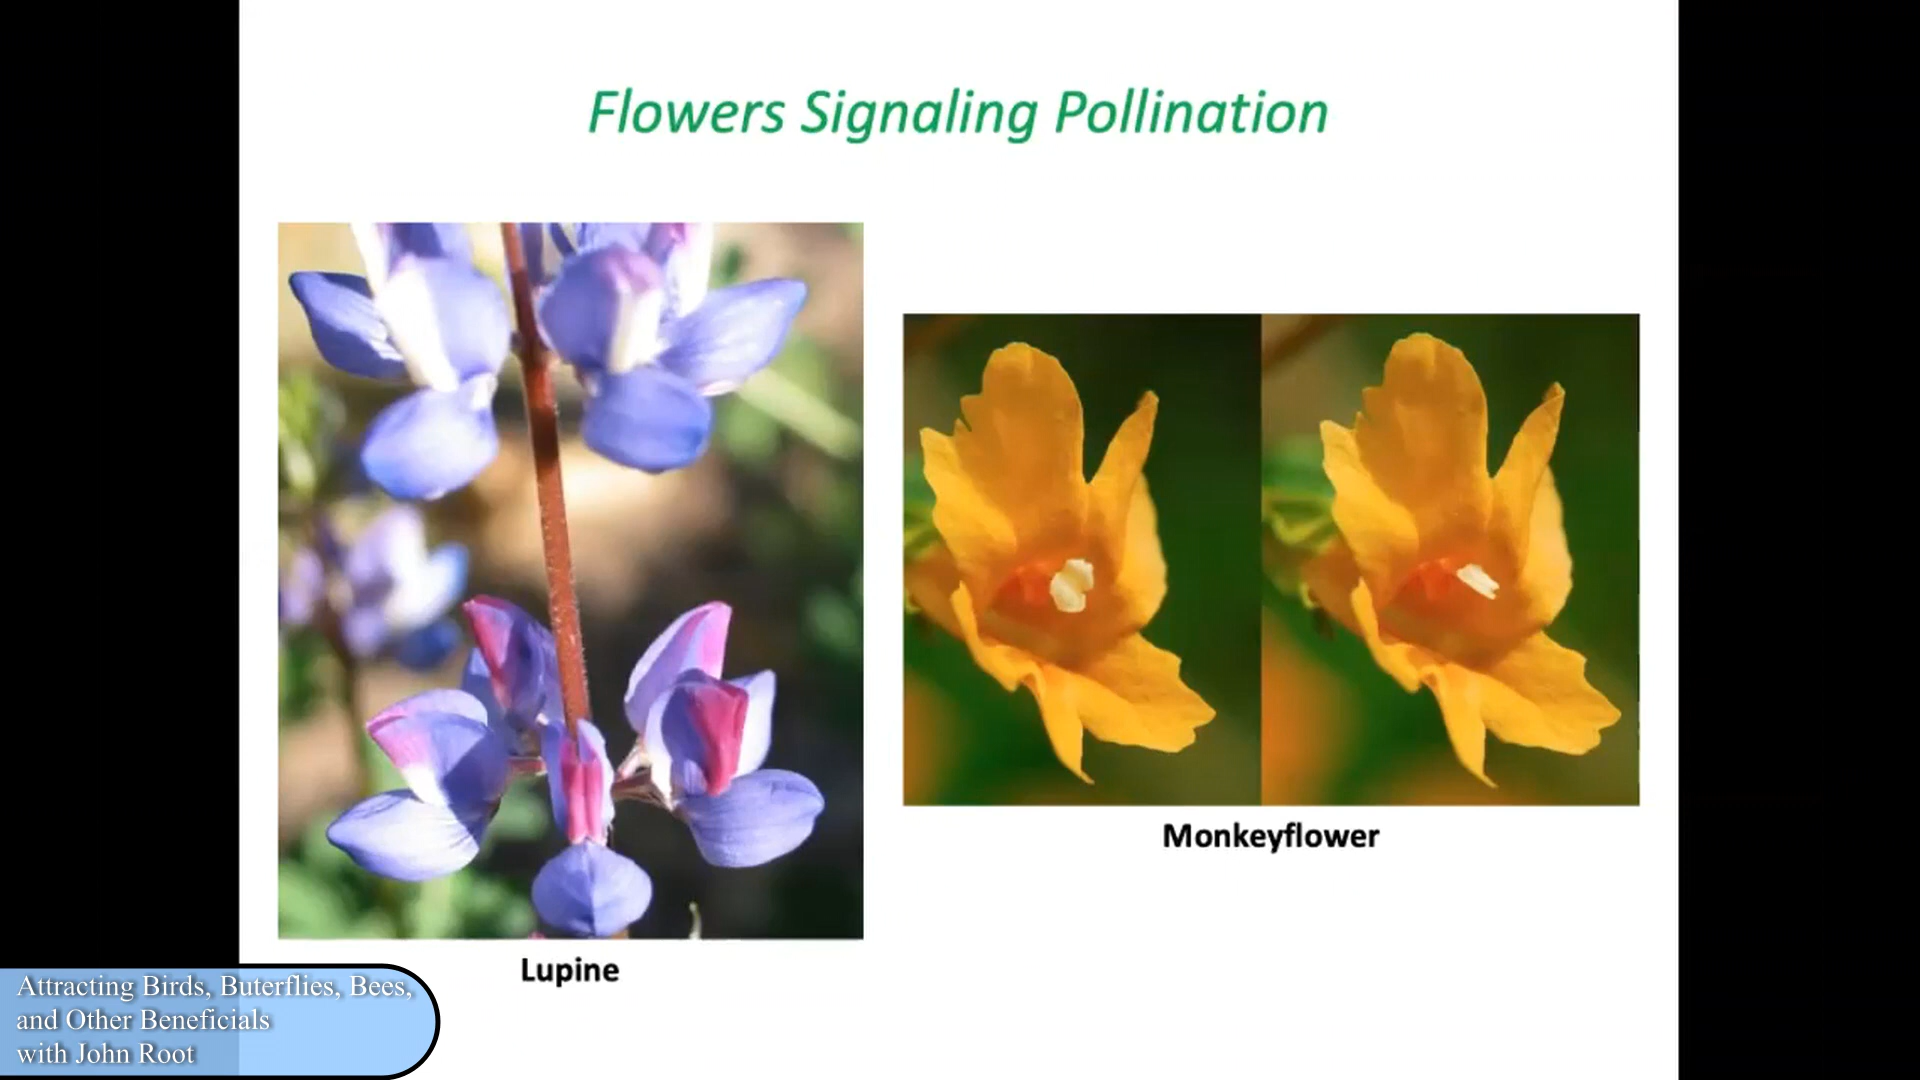 Flowers Signaling Pollination
Monkeyflower
Lupine
Attracting Birds, Buterflies, Bees,
and Other Beneficials
with John Root